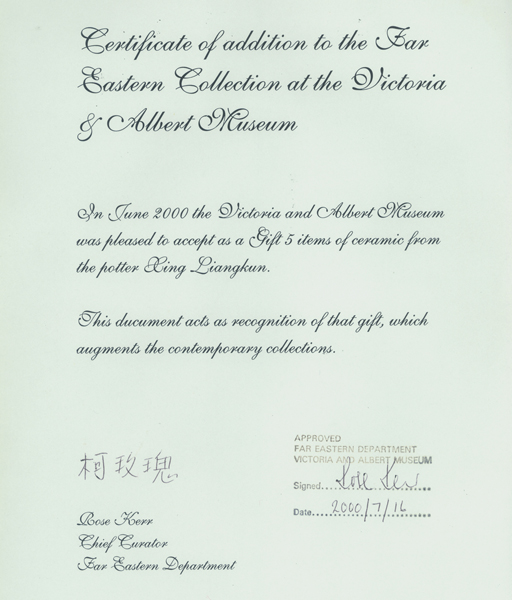 Certificate of addition to the Far
Eastern Collection at the Victoria
& Albert Museum
In June 2000 the Victoria and Albert Museum
was pleased to accept as a Gift 5 items of ceramic from
the potter Xing Liangkun.
This ducument acts as recognition of that gift, which
augments the contemporary collections.
柯玫瑰
Rose Kerr
Chief Curator
Far Eastern Department
APPROVED
FAR EASTERN DEPARTMENT
VICTORIA AND ALBERT MUSEUM
Signed....Rose Kerr
Date....2000/7/16